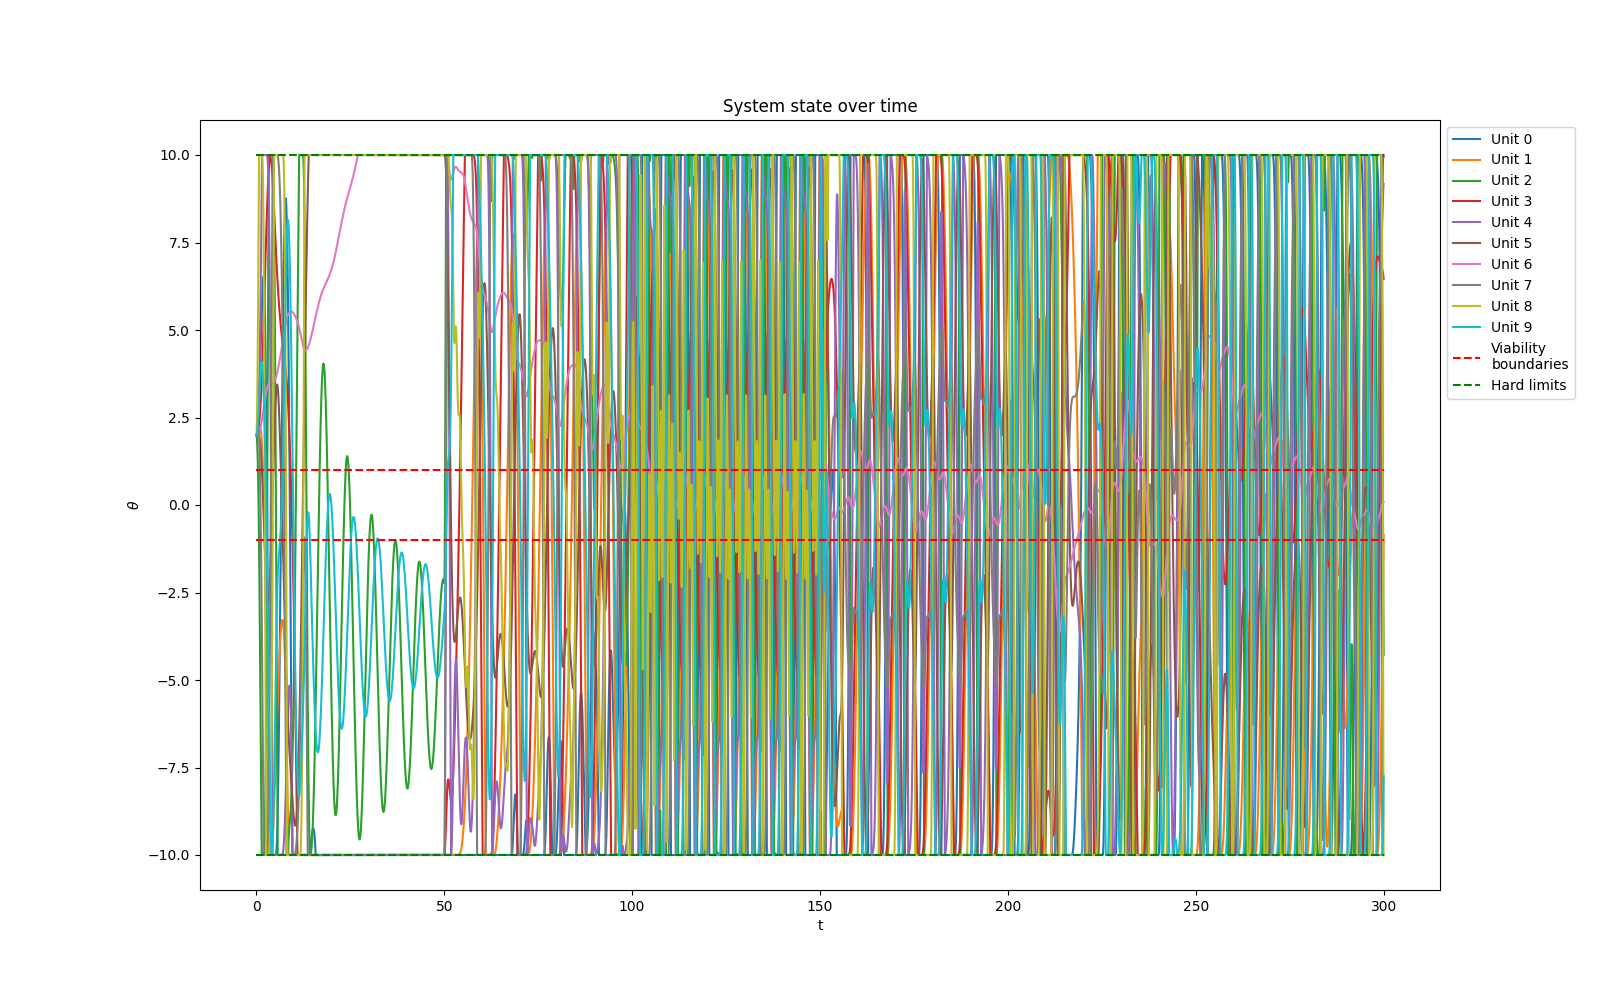 System state over time
10.0
7.5
5.0
2.5
0.0
−2.5
−5.0
−7.5
−10.0
θ
0
50
100
150
200
250
300
t
Unit 0
Unit 1
Unit 2
Unit 3
Unit 4
Unit 5
Unit 6
Unit 7
Unit 8
Unit 9
Viability
boundaries
Hard limits